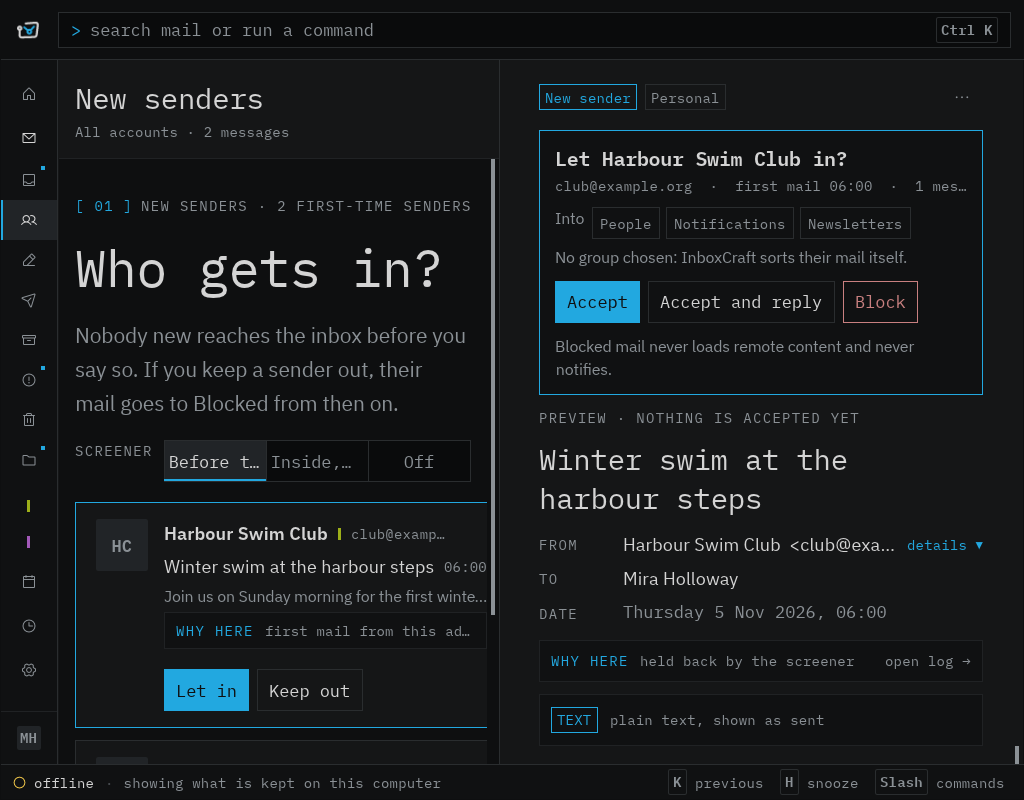 > search mail or run a command
Ctrl K
New senders
All accounts · 2 messages
[ 01 ] NEW SENDERS · 2 FIRST-TIME SENDERS
Who gets in?
Nobody new reaches the inbox before you
say so. If you keep a sender out, their
mail goes to Blocked from then on.
SCREENER
Before t…
Inside,…
Off
HC
Harbour Swim Club
club@examp…
Winter swim at the harbour steps
06:00
Join us on Sunday morning for the first winte…
WHY HERE first mail from this ad…
Let in
Keep out
New sender
Personal
…
Let Harbour Swim Club in?
club@example.org · first mail 06:00 · 1 mes…
Into
People
Notifications
Newsletters
No group chosen: InboxCraft sorts their mail itself.
Accept
Accept and reply
Block
Blocked mail never loads remote content and never
notifies.
PREVIEW · NOTHING IS ACCEPTED YET
Winter swim at the
harbour steps
FROM
Harbour Swim Club <club@exa…
details ▼
TO
Mira Holloway
DATE
Thursday 5 Nov 2026, 06:00
WHY HERE held back by the screener
open log →
TEXT plain text, shown as sent
MH
offline · showing what is kept on this computer
K previous
H snooze
Slash commands